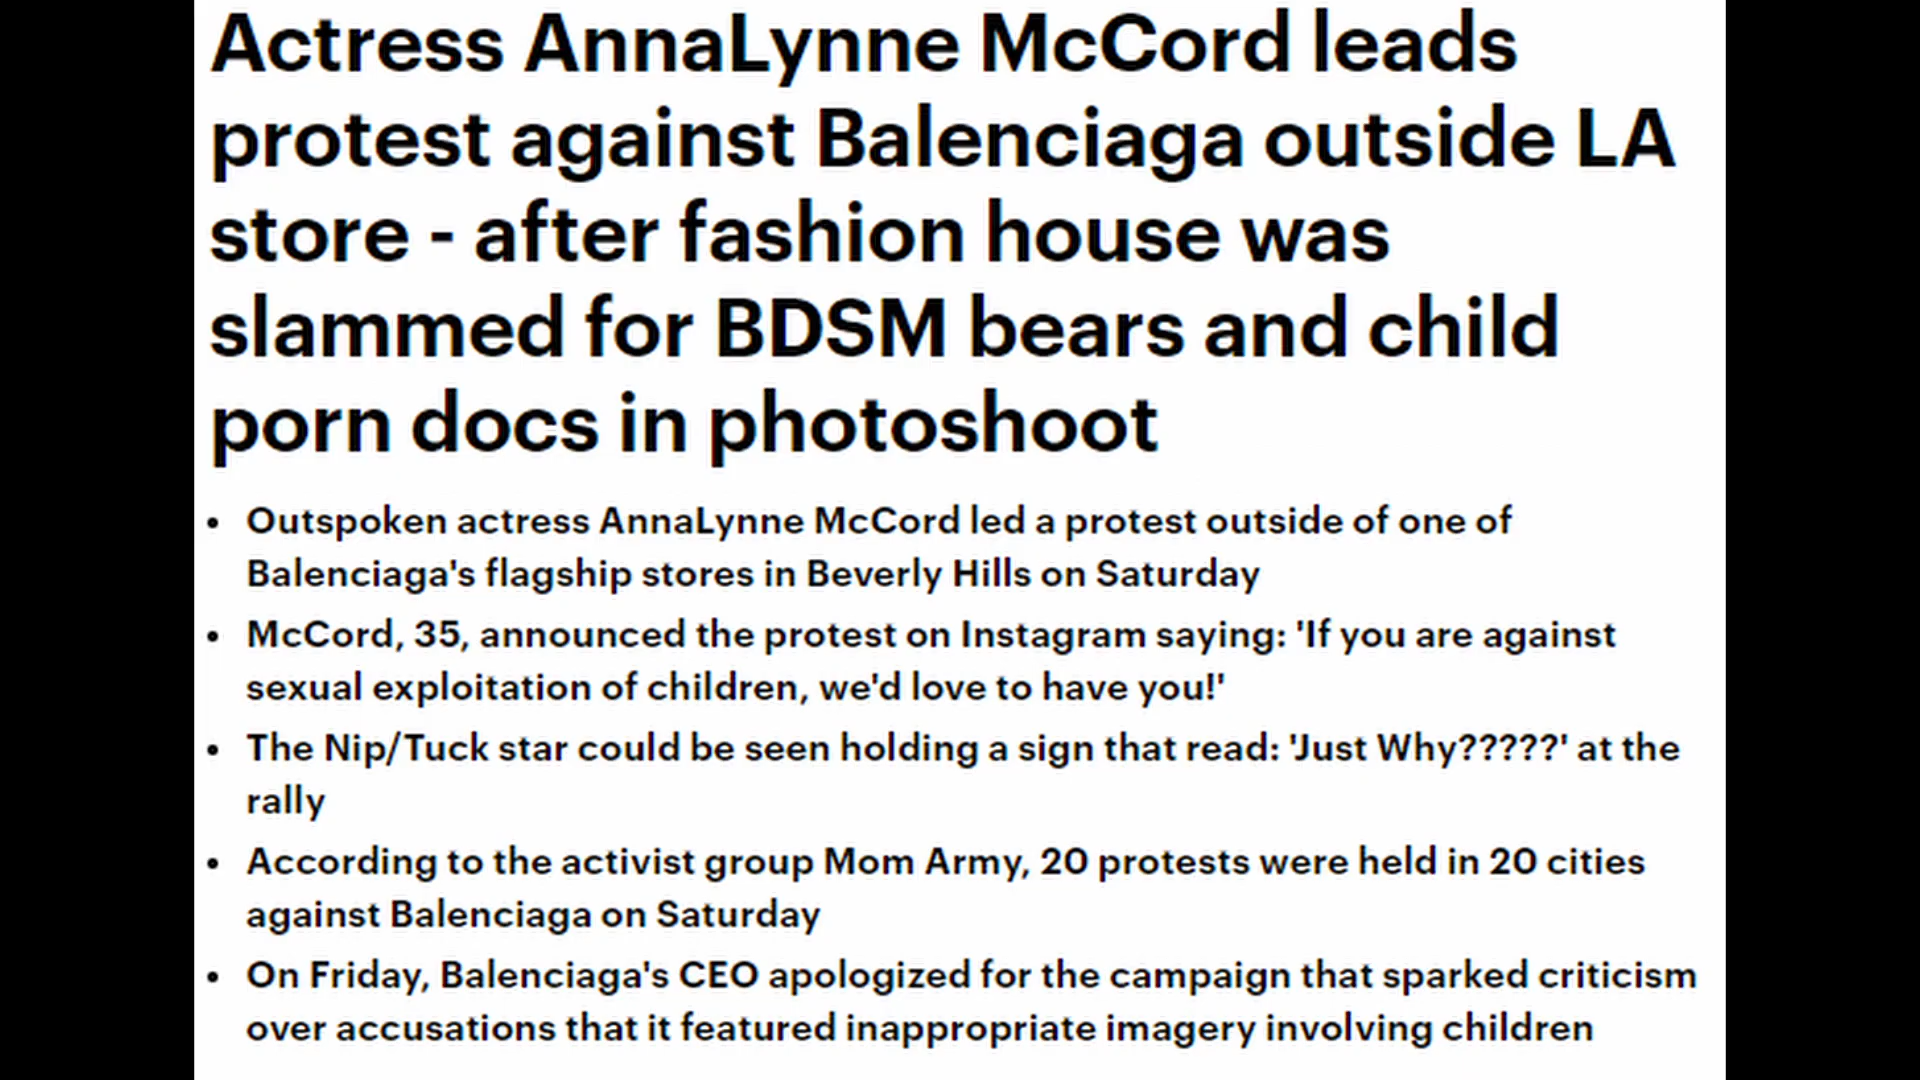 Actress AnnaLynne McCord leads
protest against Balenciaga outside LA
store - after fashion house was
slammed for BDSM bears and child
porn docs in photoshoot
• Outspoken actress AnnaLynne McCord led a protest outside of one of
Balenciaga's flagship stores in Beverly Hills on Saturday
• McCord, 35, announced the protest on Instagram saying: 'If you are against
sexual exploitation of children, we'd love to have you!'
• The Nip/Tuck star could be seen holding a sign that read: 'Just Why?????' at the
rally
• According to the activist group Mom Army, 20 protests were held in 20 cities
against Balenciaga on Saturday
• On Friday, Balenciaga's CEO apologized for the campaign that sparked criticism
over accusations that it featured inappropriate imagery involving children